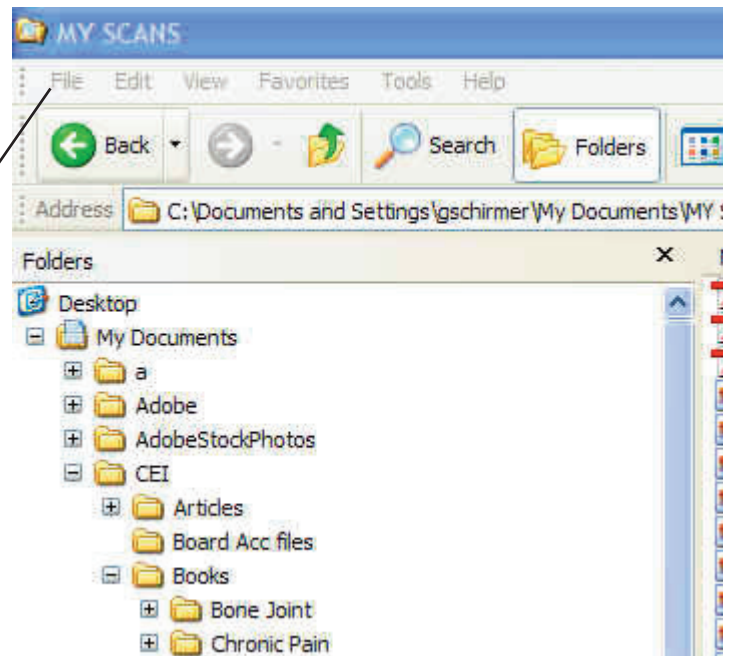 MY SCANS
File Edit View Favorites Tools Help
Back Search Folders
Address C:\Documents and Settings\gschirmer\My Documents\MY
Folders
Desktop
My Documents
a
Adobe
AdobeStockPhotos
CEI
Articles
Board Acc files
Books
Bone Joint
Chronic Pain